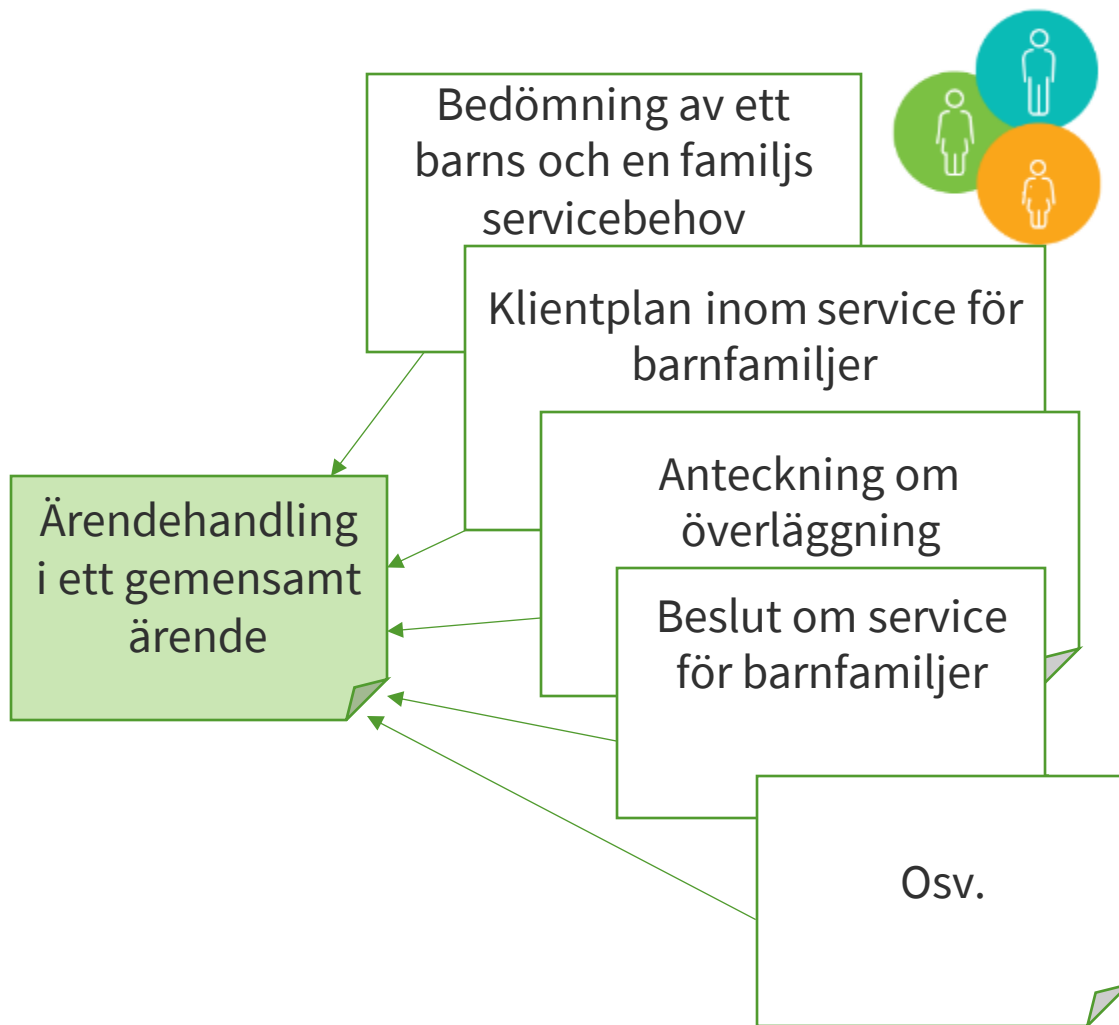 Bedömning av ett
barns och en familjs
servicebehov
Klientplan inom service för
barnfamiljer
Anteckning om
överläggning
Ärendehandling
i ett gemensamt
ärende
Beslut om service
för barnfamiljer
Osv.